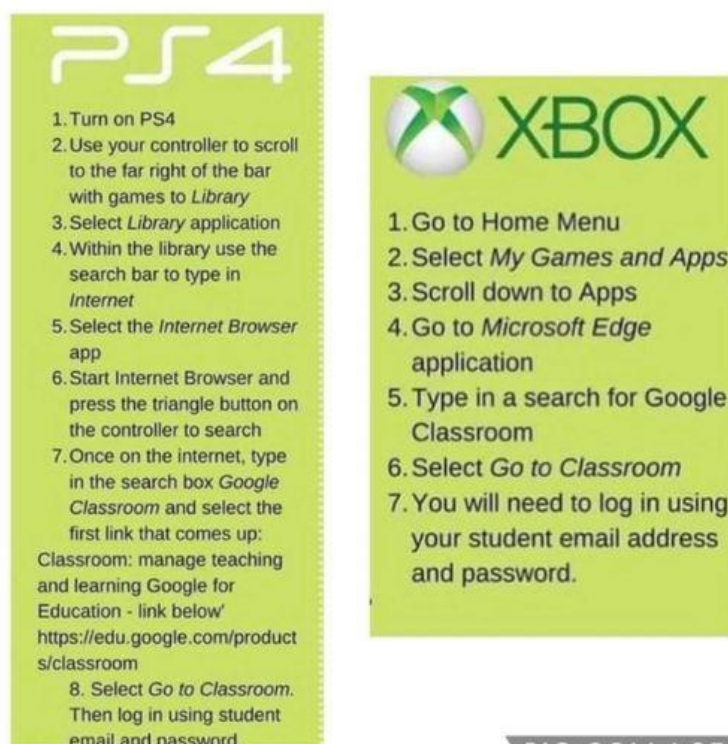 PS4
1. Turn on PS4
2. Use your controller to scroll
to the far right of the bar
with games to Library
3. Select Library application
4. Within the library use the
search bar to type in
Internet
5. Select the Internet Browser
app
6. Start Internet Browser and
press the triangle button on
the controller to search
7. Once on the internet, type
in the search box Google
Classroom and select the
first link that comes up:
Classroom: manage teaching
and learning Google for
Education - link below'
https://edu.google.com/product
s/classroom
8. Select Go to Classroom.
Then log in using student
email and password
XBOX
1. Go to Home Menu
2. Select My Games and Apps
3. Scroll down to Apps
4. Go to Microsoft Edge
application
5. Type in a search for Google
Classroom
6. Select Go to Classroom
7. You will need to log in using
your student email address
and password.